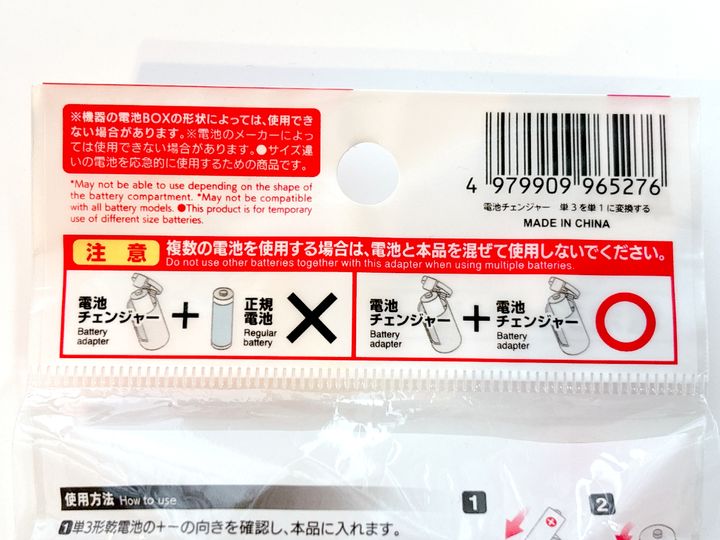 ※機器の電池BOXの形状によっては、使用でき
ない場合があります。※電池のメーカーによっ
ては使用できない場合があります。●サイズ違
いの電池を応急的に使用するための商品です。
*May not be able to use depending on the shape of
the battery compartment. *May not be compatible
with all battery models. ●This product is for temporary
use of different size batteries.
4 979909 965276
電池チェンジャー 単3を単1に変換する
MADE IN CHINA
注意 複数の電池を使用する場合は、電池と本品を混ぜて使用しないでください。
Do not use other batteries together with this adapter when using multiple batteries.
電池
チェンジャー
Battery
adapter
+
正規
電池
Regular
battery
電池
チェンジャー
Battery
adapter
+
電池
チェンジャー
Battery
adapter
使用方法 How to use
1 単3形乾電池の+-の向きを確認し、本品に入れます。
1
2